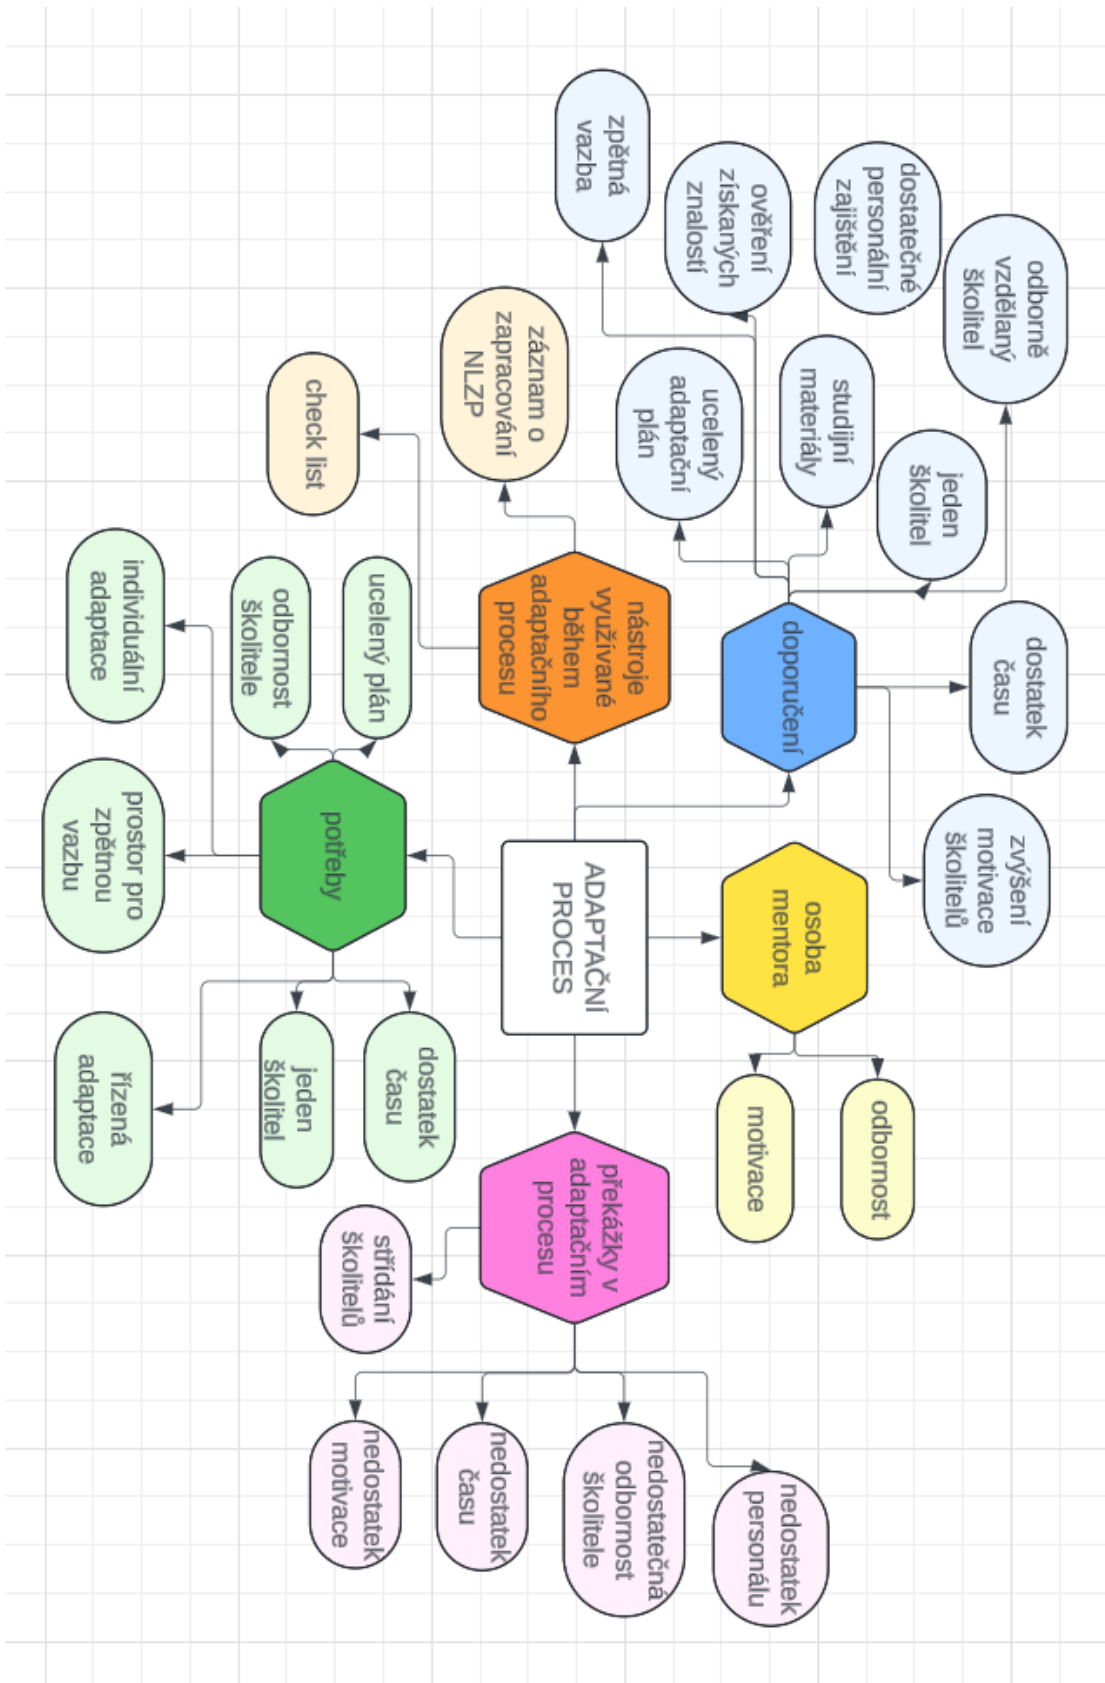 zpětná
vazba
ověření
získaných
znalostí
dostatečné
personální
zajištění
odborně
vzdělaný
školitel
ucelený
adaptační
plán
studijní
materiály
jeden
školitel
dostatek
času
zvýšení
motivace
školitelů
doporučení
záznam o
zapracování
NLZP
check list
nástroje
využívané
během
adaptačního
procesu
ucelený plán
odbornost
školitele
individuální
adaptace
prostor pro
zpětnou
vazbu
potřeby
řízená
adaptace
jeden
školitel
dostatek
času
ADAPTAČNÍ
PROCES
osoba
mentora
odbornost
motivace
překážky v
adaptačním
procesu
střídání
školitelů
nedostatek
motivace
nedostatek
času
nedostatečná
odbornost
školitele
nedostatek
personálu